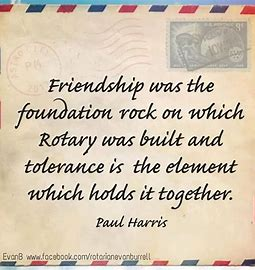 Friendship was the
foundation rock on which
Rotary was built and
tolerance is the element
which holds it together.
Paul Harris
EvanB www.facebook.com/rotarianevanburrell